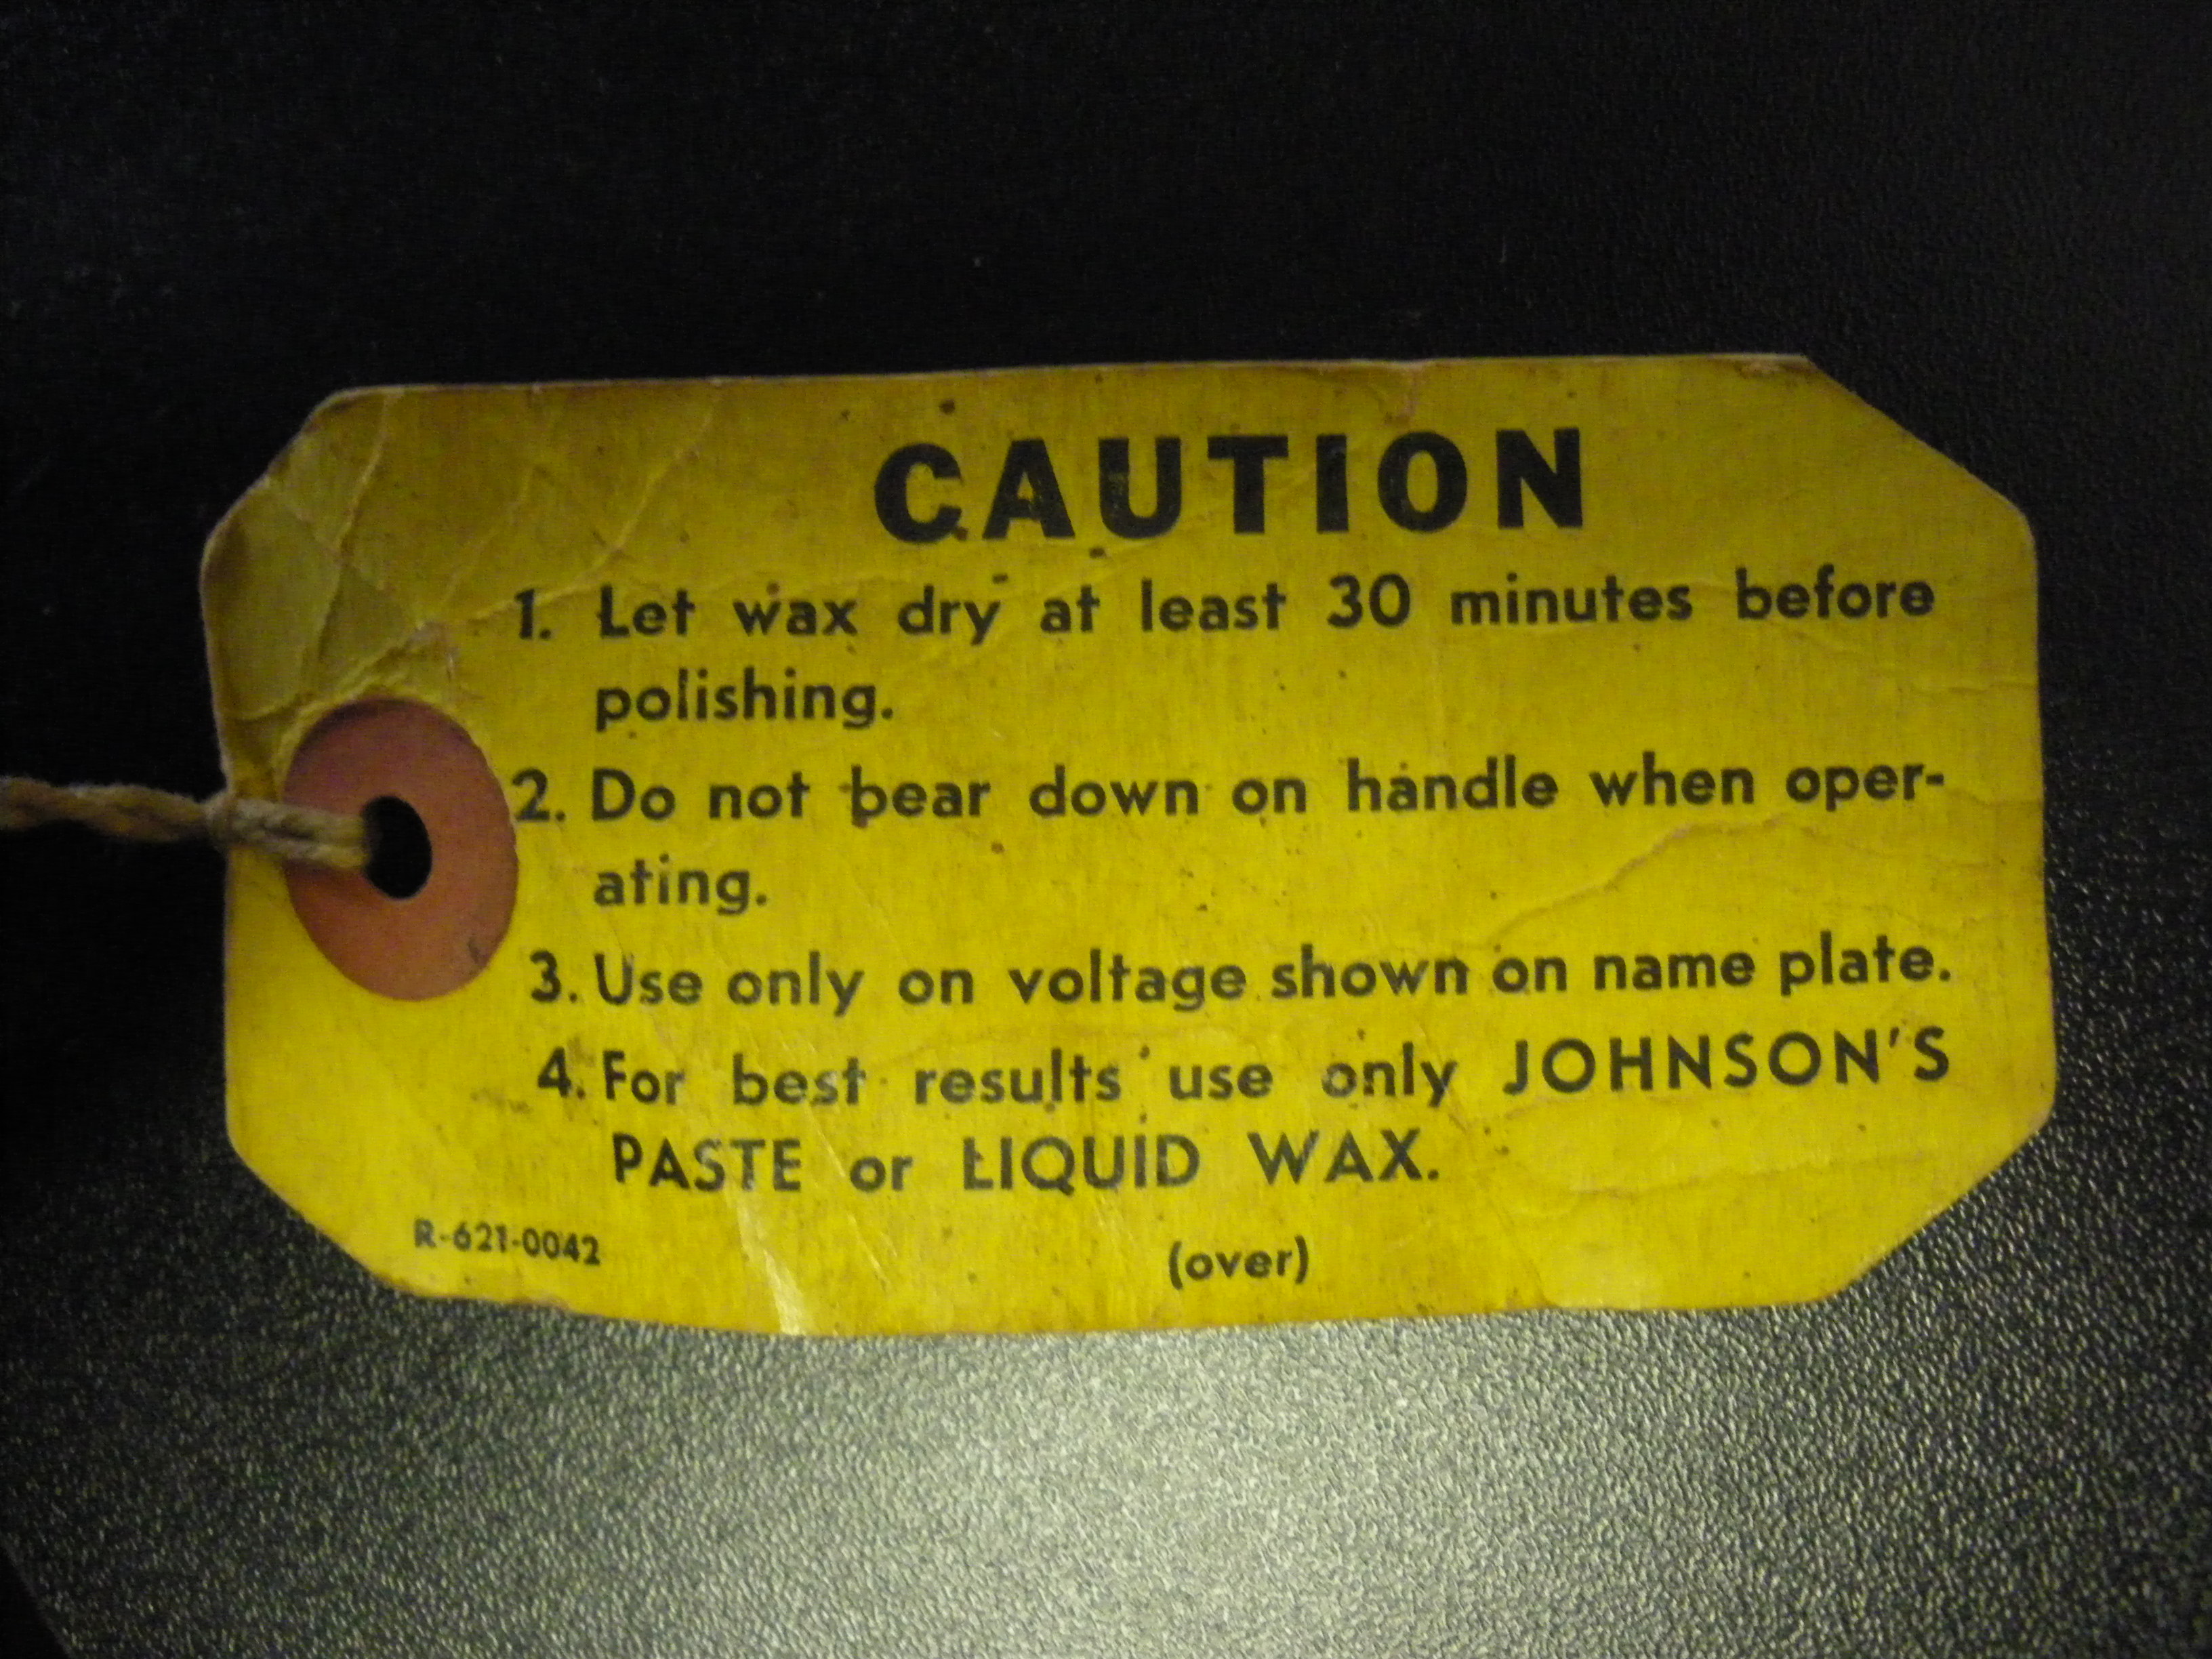 CAUTION
1. Let wax dry at least 30 minutes before
polishing.
2. Do not bear down on handle when oper-
ating.
3. Use only on voltage shown on name plate.
4. For best results use only JOHNSON'S
PASTE or LIQUID WAX.
R-621-0042
(over)